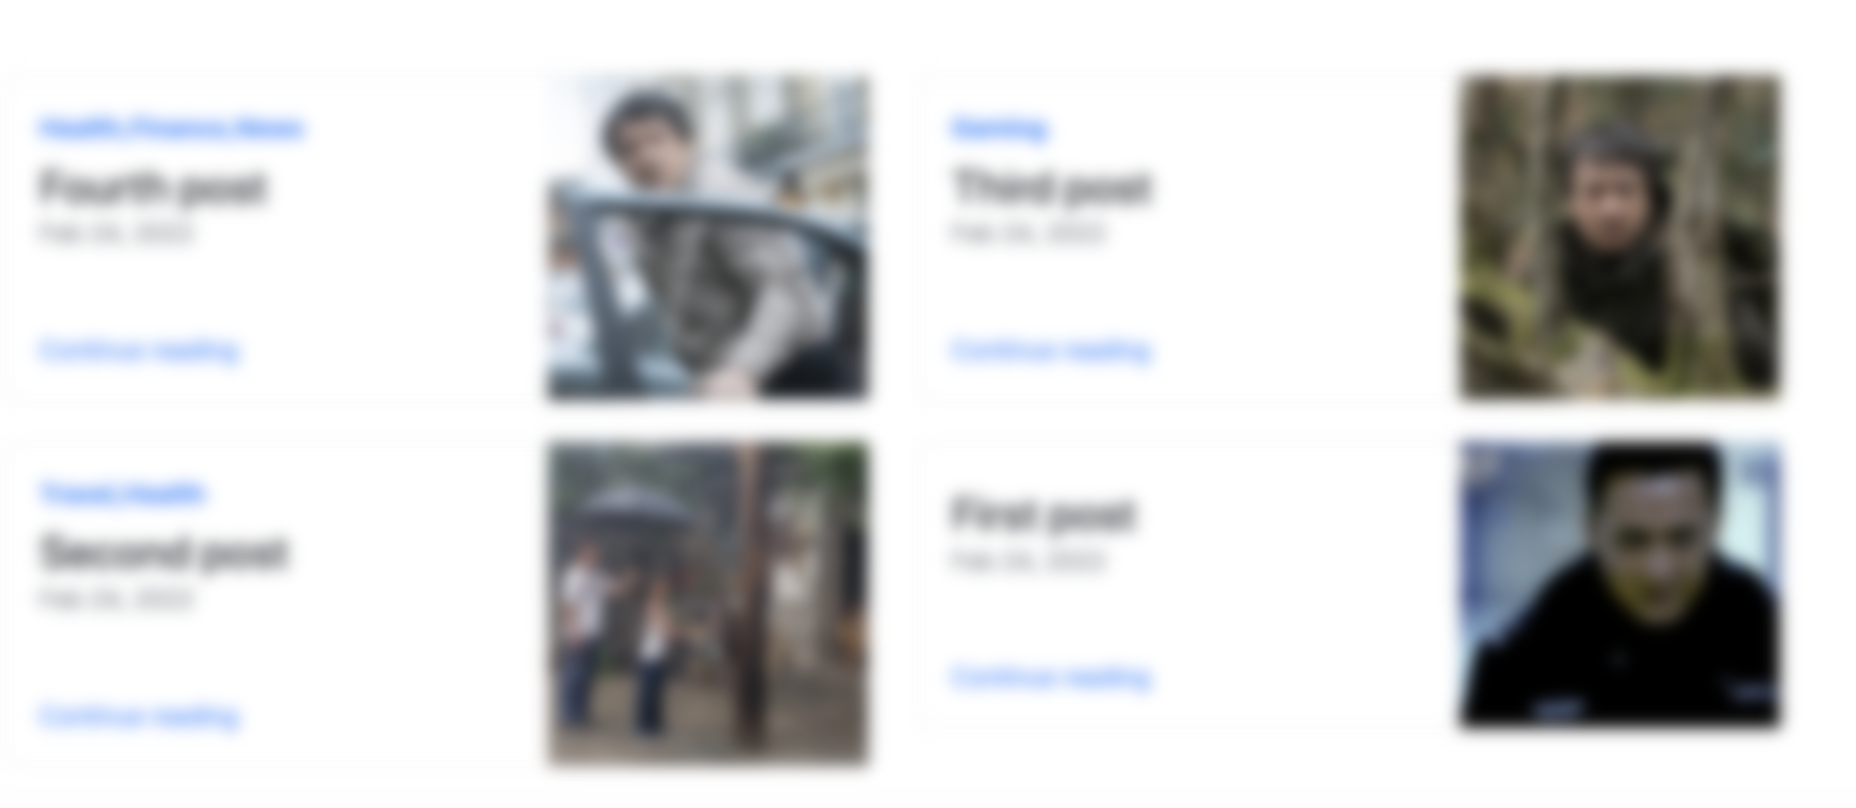 Health,Finance,News
Fourth post
Feb 24, 2022
Continue reading
Gaming
Third post
Feb 24, 2022
Continue reading
Travel,Health
Second post
Feb 24, 2022
Continue reading
First post
Feb 24, 2022
Continue reading